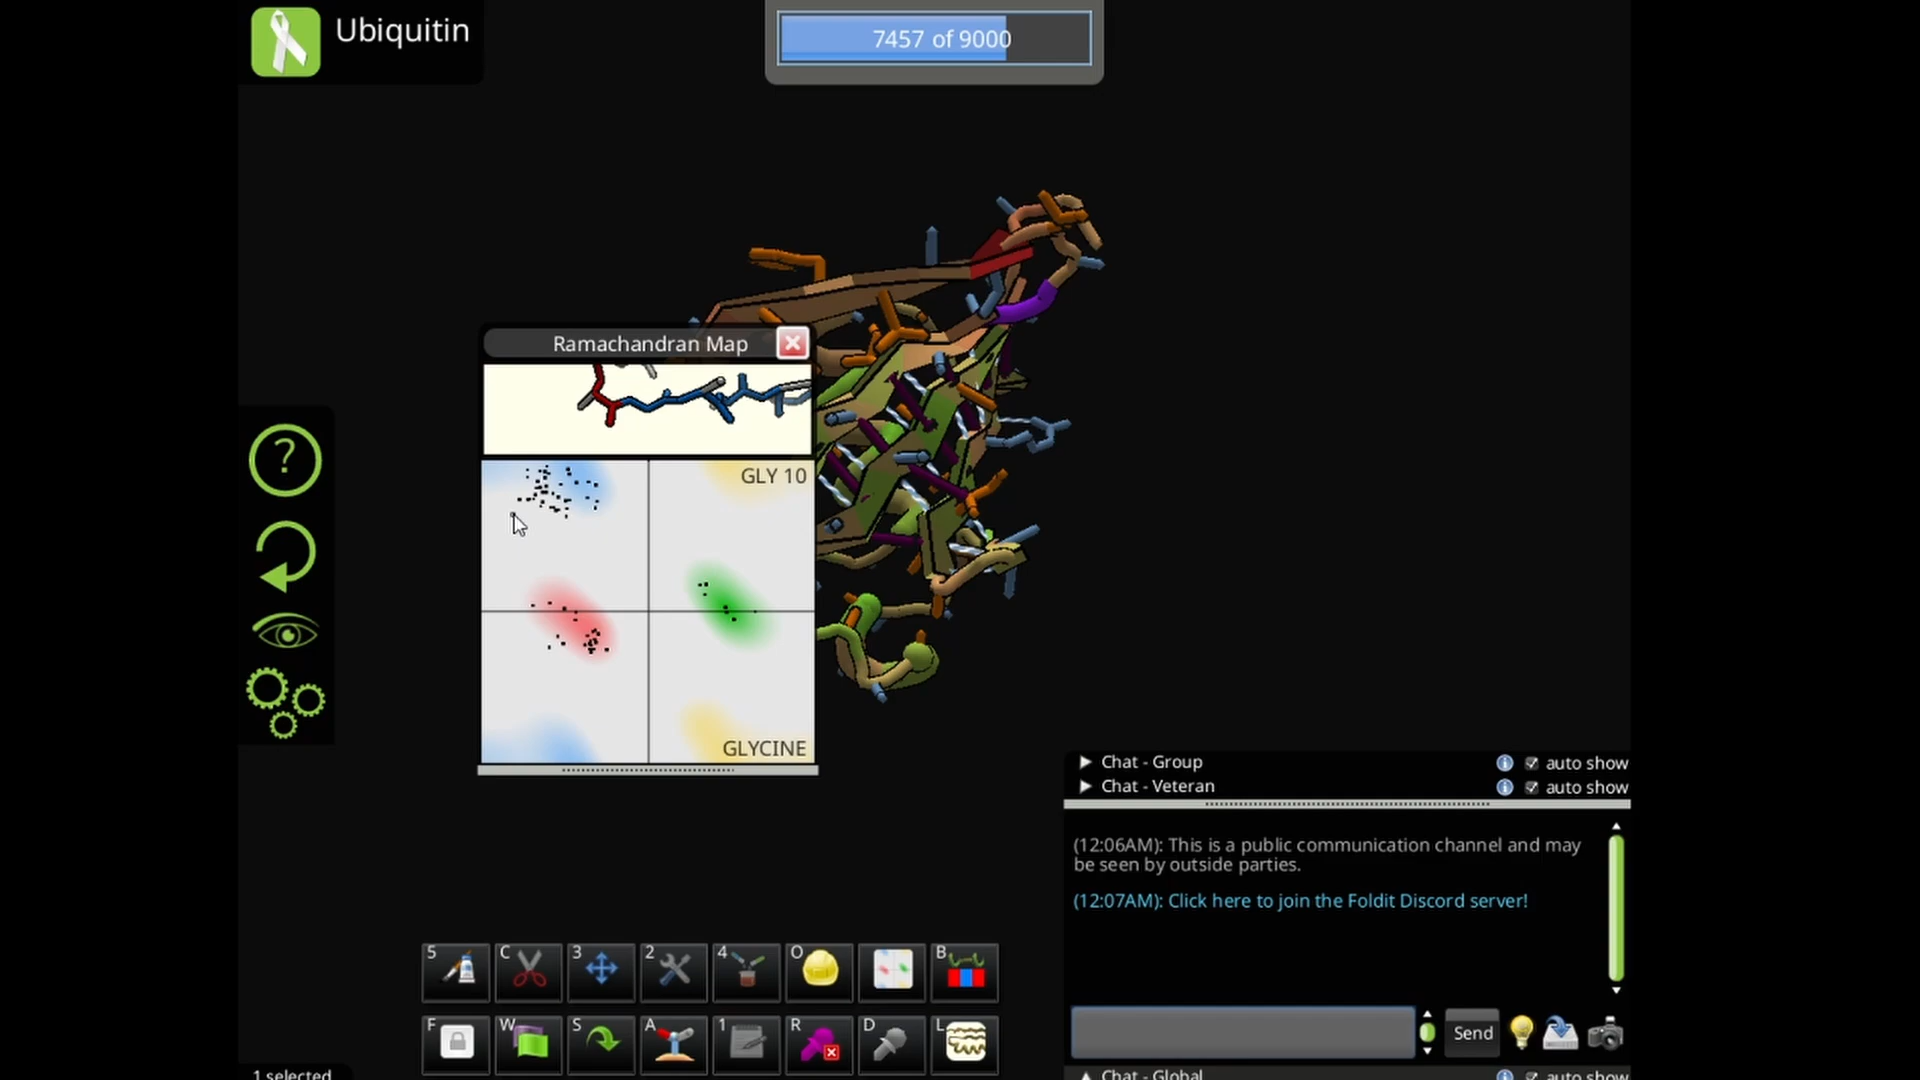 Ubiquitin
7457 of 9000
Ramachandran Map
GLY 10
GLYCINE
?
Chat - Group
auto show
Chat - Veteran
auto show
(12:06AM): This is a public communication channel and may
be seen by outside parties.
(12:07AM): Click here to join the Foldit Discord server!
5 C 3 2 4 O B
F W S A 1 R D L
Send
1 selected
Chat - Global
auto show